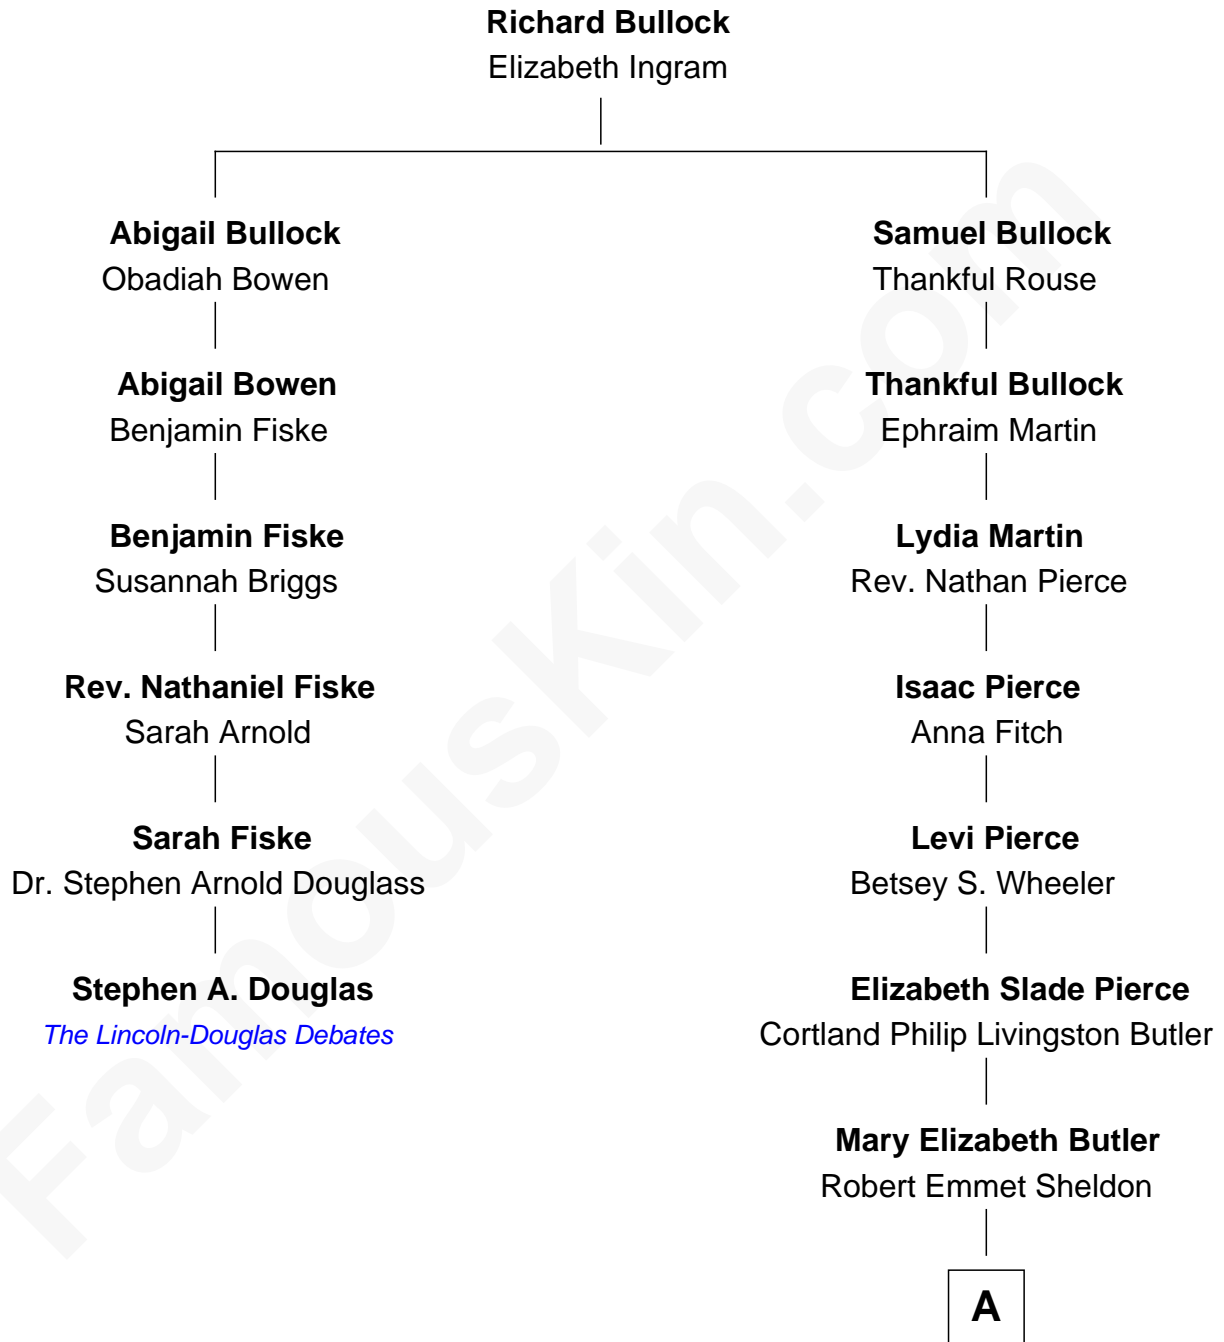 Richard Bullock
Elizabeth Ingram
Abigail Bullock
Obadiah Bowen
Samuel Bullock
Thankful Rouse
Abigail Bowen
Benjamin Fiske
Thankful Bullock
Ephraim Martin
Benjamin Fiske
Susannah Briggs
Lydia Martin
Rev. Nathan Pierce
Rev. Nathaniel Fiske
Sarah Arnold
Isaac Pierce
Anna Fitch
Sarah Fiske
Dr. Stephen Arnold Douglass
Levi Pierce
Betsey S. Wheeler
Stephen A. Douglas
The Lincoln-Douglas Debates
Elizabeth Slade Pierce
Cortland Philip Livingston Butler
Mary Elizabeth Butler
Robert Emmet Sheldon
A
FamousKin.com